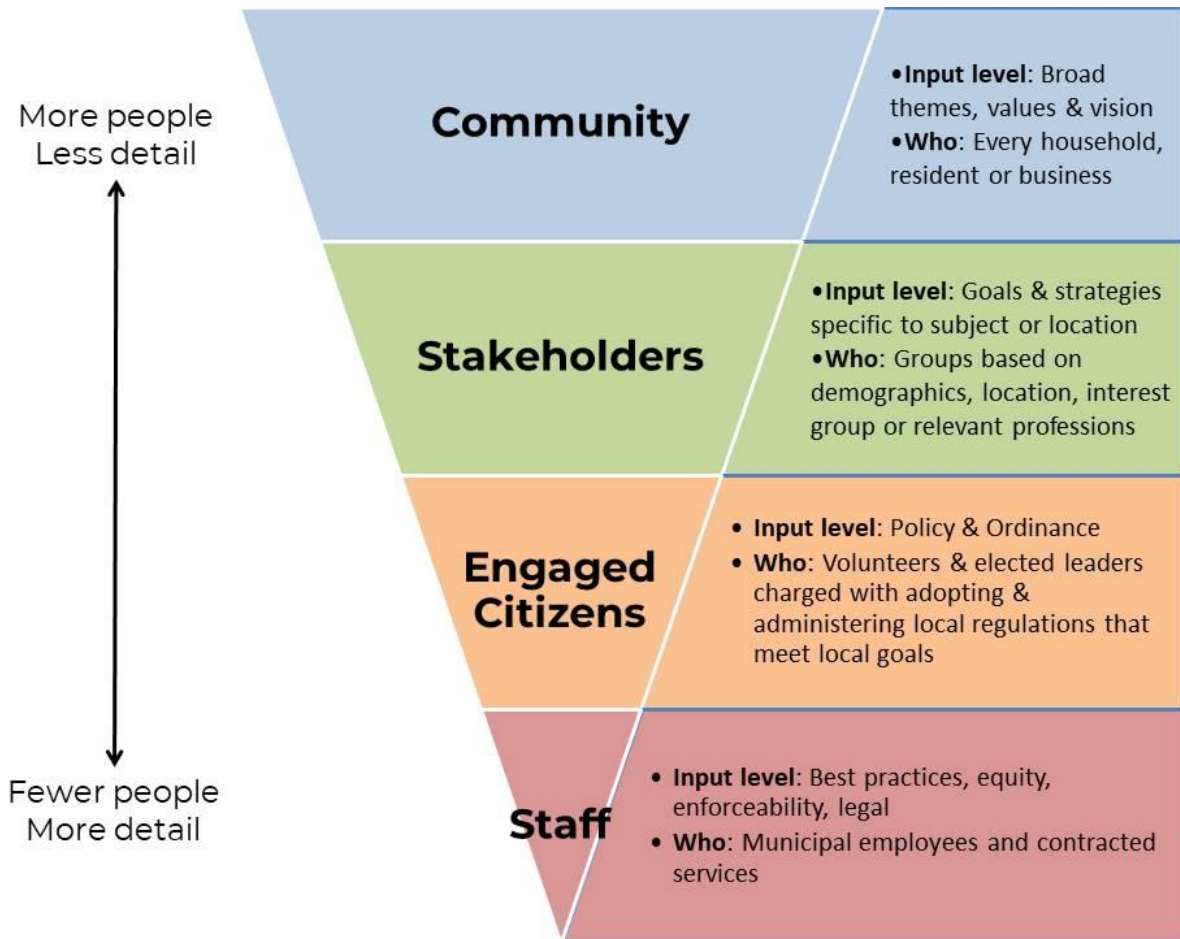 More people
Less detail
Community
•Input level: Broad
themes, values & vision
•Who: Every household,
resident or business
Stakeholders
•Input level: Goals & strategies
specific to subject or location
•Who: Groups based on
demographics, location, interest
group or relevant professions
Engaged
Citizens
• Input level: Policy & Ordinance
• Who: Volunteers & elected leaders
charged with adopting &
administering local regulations that
meet local goals
Fewer people
More detail
Staff
• Input level: Best practices, equity,
enforceability, legal
• Who: Municipal employees and contracted
services